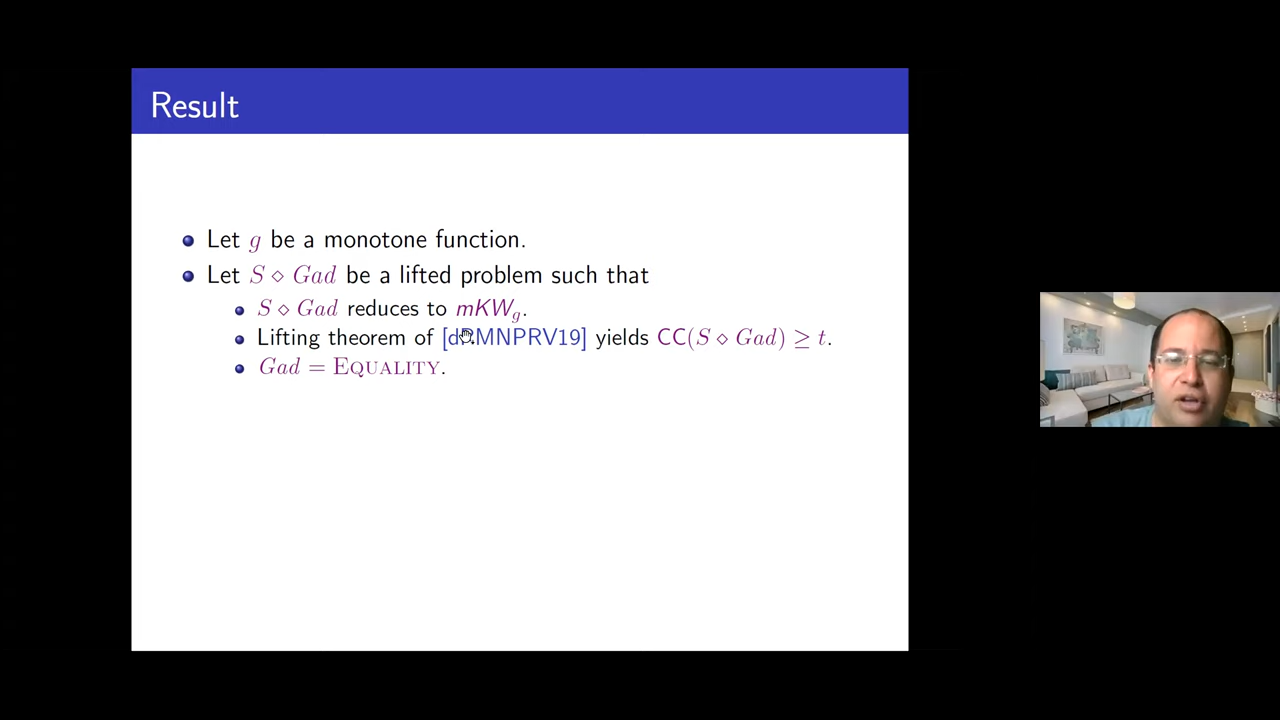 Result
Let g be a monotone function.
Let S ⋄ Gad be a lifted problem such that
S ⋄ Gad reduces to mKW_g.
Lifting theorem of yields CC(S ⋄ Gad) ≥ t.
Gad = EQUALITY.